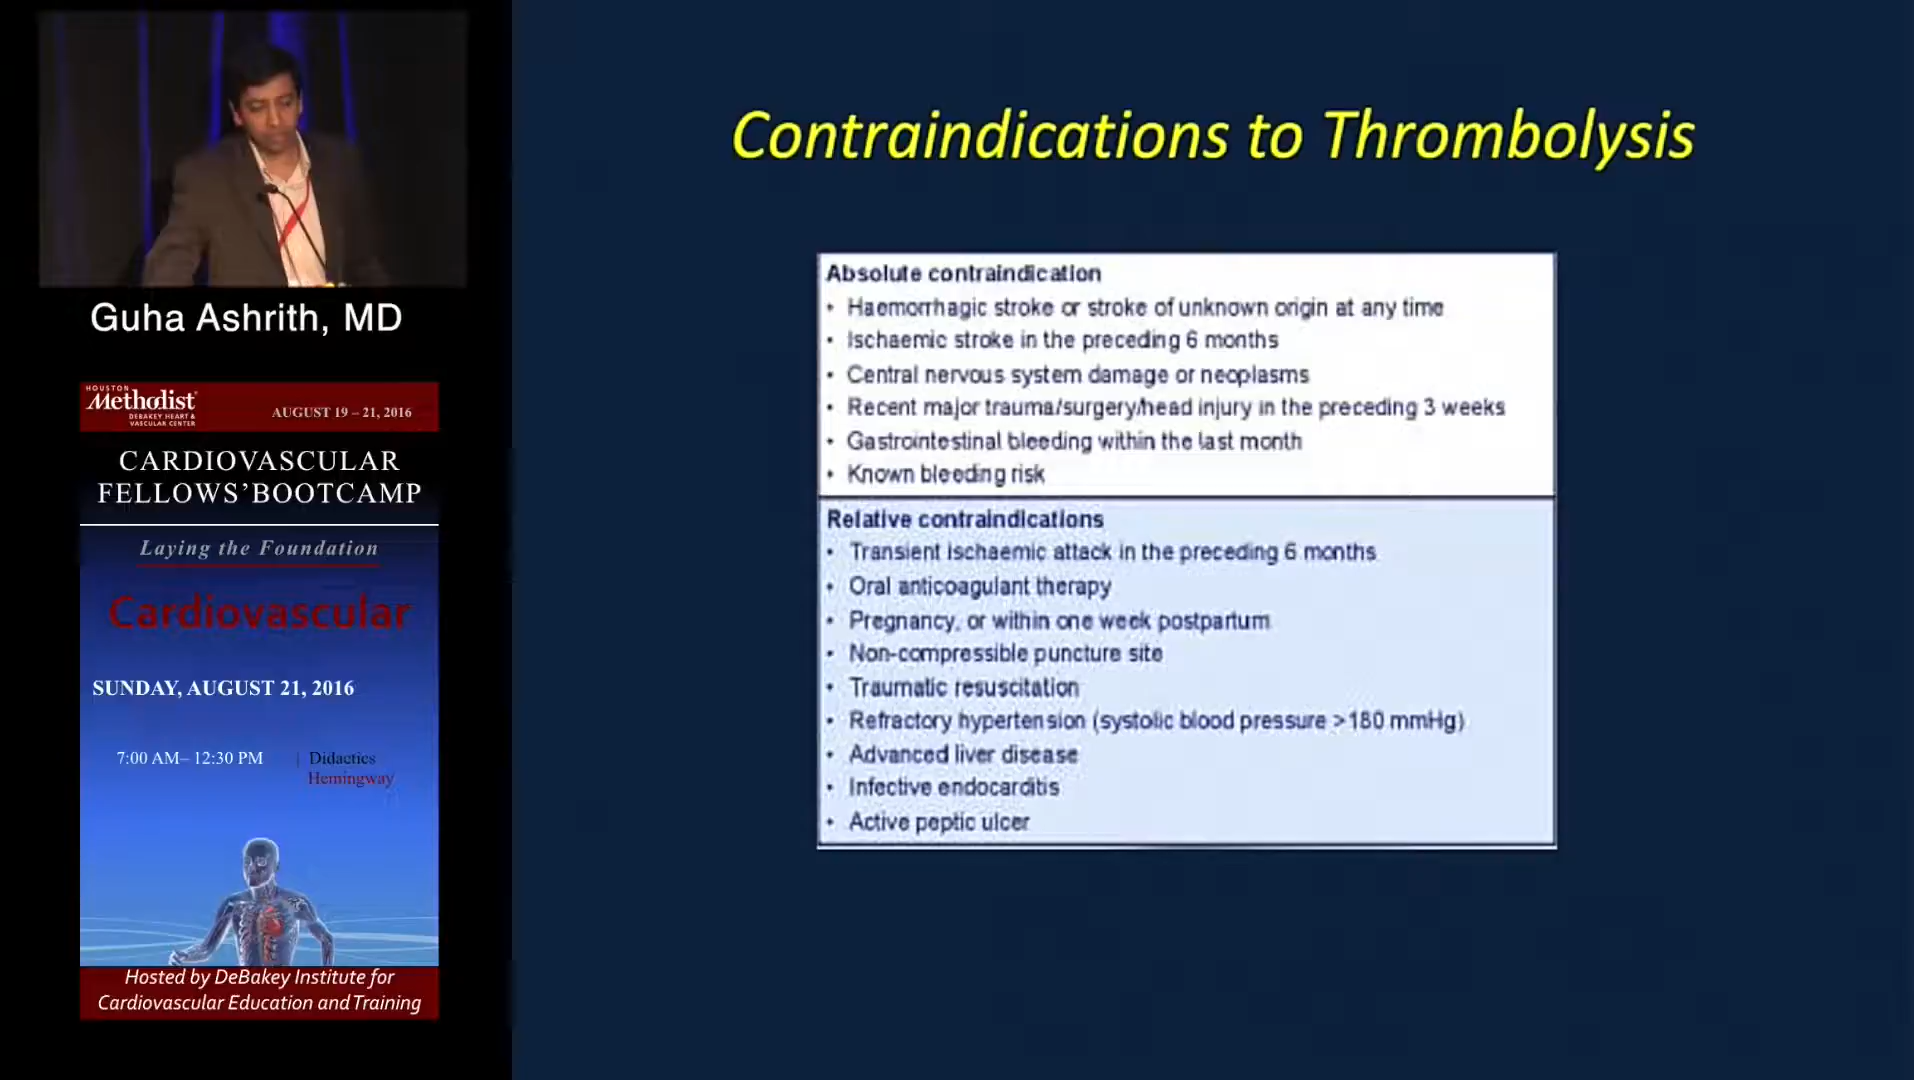 Guha Ashrith, MD
HOUSTON
Methodist
DEBAKEY HEART &
VASCULAR CENTER
AUGUST 19 – 21, 2016
CARDIOVASCULAR
FELLOWS’BOOTCAMP
Laying the Foundation
Cardiovascular
SUNDAY, AUGUST 21, 2016
7:00 AM– 12:30 PM | Didactics
Hemingway
Hosted by DeBakey Institute for
Cardiovascular Education and Training
Contraindications to Thrombolysis
Absolute contraindication
• Haemorrhagic stroke or stroke of unknown origin at any time
• Ischaemic stroke in the preceding 6 months
• Central nervous system damage or neoplasms
• Recent major trauma/surgery/head injury in the preceding 3 weeks
• Gastrointestinal bleeding within the last month
• Known bleeding risk
Relative contraindications
• Transient ischaemic attack in the preceding 6 months
• Oral anticoagulant therapy
• Pregnancy, or within one week postpartum
• Non-compressible puncture site
• Traumatic resuscitation
• Refractory hypertension (systolic blood pressure >180 mmHg)
• Advanced liver disease
• Infective endocarditis
• Active peptic ulcer